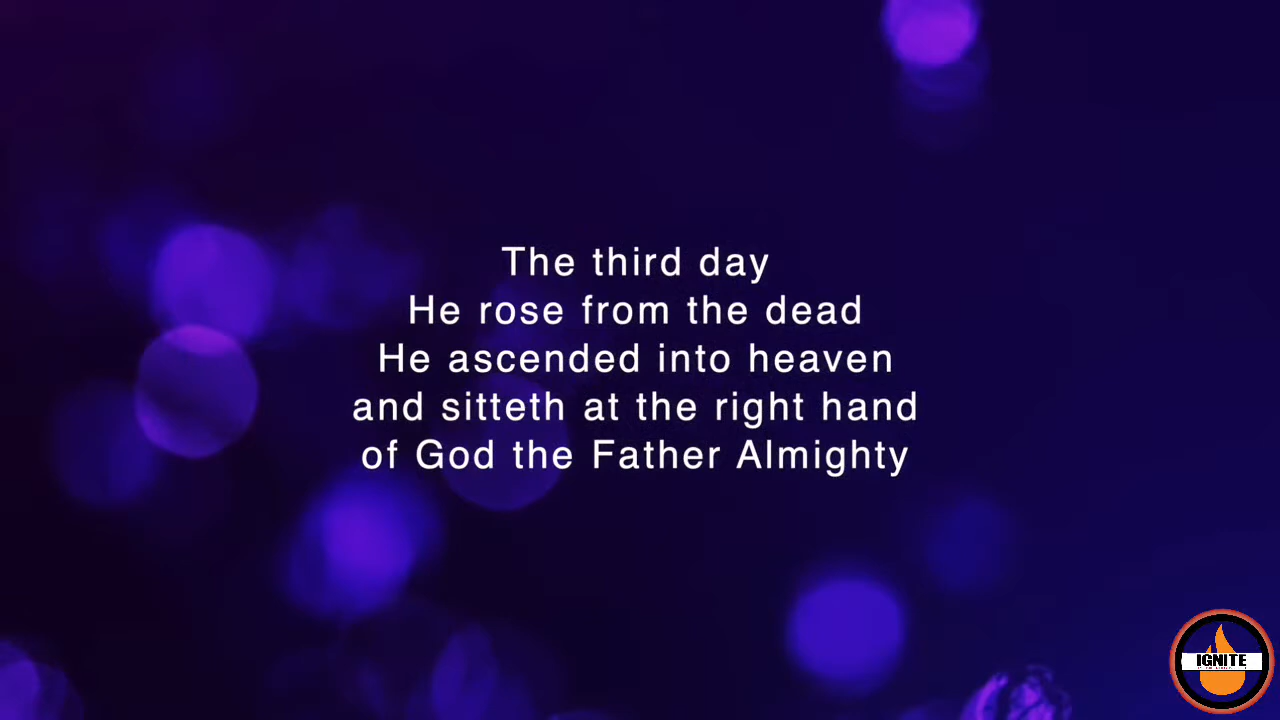 The third day
He rose from the dead
He ascended into heaven
and sitteth at the right hand
of God the Father Almighty
IGNITE